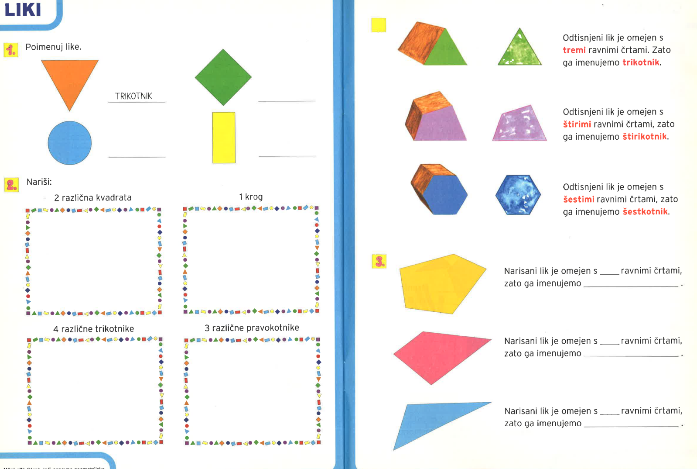 LIKI
1.
Poimenuj like.
TRIKOTNIK
2.
Nariši:
2 različna kvadrata
1 krog
4 različne trikotnike
3 različne pravokotnike
Odtisnjeni lik je omejen s
tremi ravnimi črtami. Zato
ga imenujemo trikotnik.
Odtisnjeni lik je omejen s
štirimi ravnimi črtami, zato
ga imenujemo štirikotnik.
Odtisnjeni lik je omejen s
šestimi ravnimi črtami, zato
ga imenujemo šestkotnik.
3.
Narisani lik je omejen s ____ ravnimi črtami,
zato ga imenujemo ____________________ .
Narisani lik je omejen s ____ ravnimi črtami,
zato ga imenujemo ____________________ .
Narisani lik je omejen s ____ ravnimi črtami,
zato ga imenujemo ____________________ .